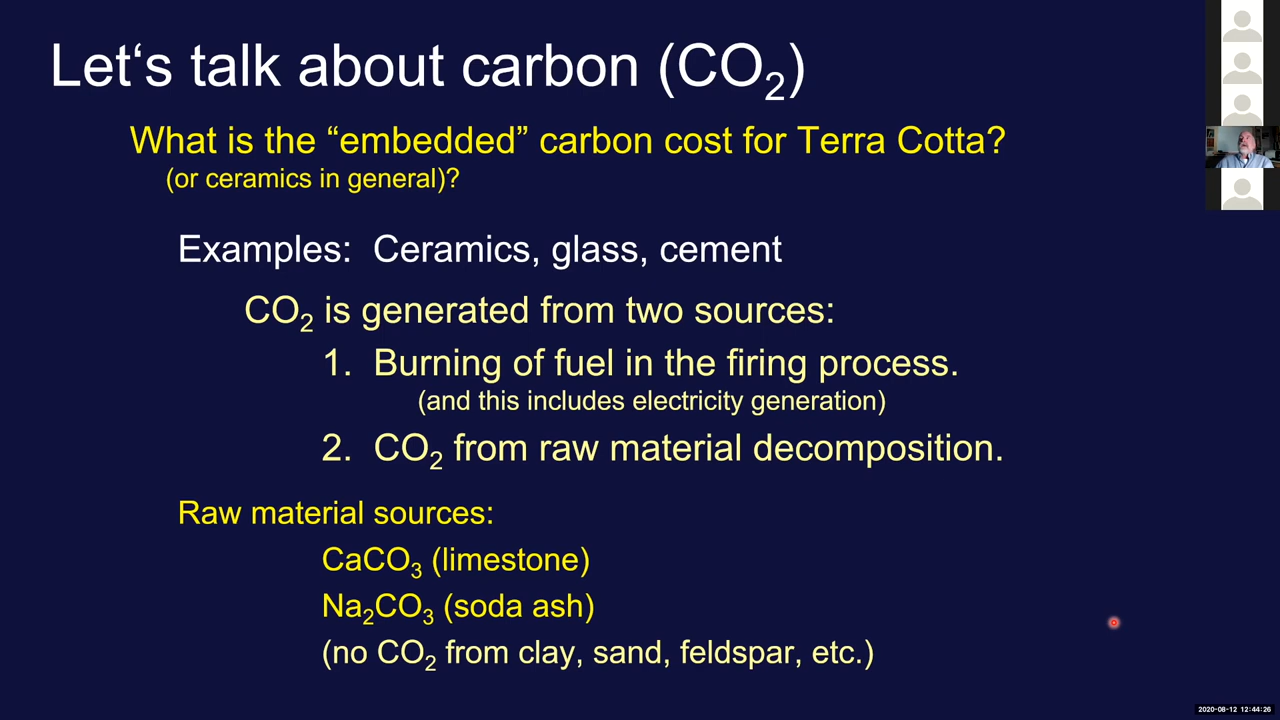 Let‘s talk about carbon (CO₂)
What is the “embedded” carbon cost for Terra Cotta?
(or ceramics in general)?
Examples: Ceramics, glass, cement
CO₂ is generated from two sources:
1. Burning of fuel in the firing process.
(and this includes electricity generation)
2. CO₂ from raw material decomposition.
Raw material sources:
CaCO₃ (limestone)
Na₂CO₃ (soda ash)
(no CO₂ from clay, sand, feldspar, etc.)
2020-08-12 12:44:26